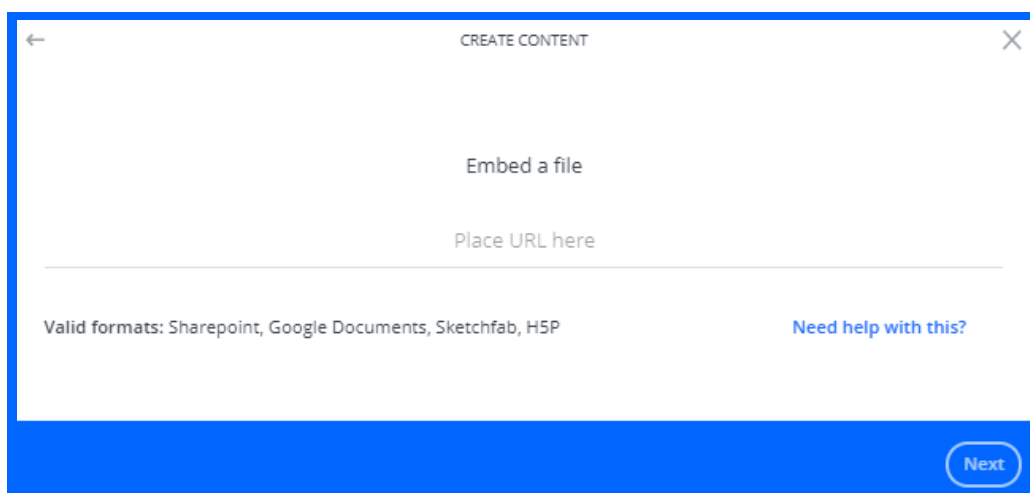 CREATE CONTENT
Embed a file
Place URL here
Valid formats: Sharepoint, Google Documents, Sketchfab, H5P
Need help with this?
Next